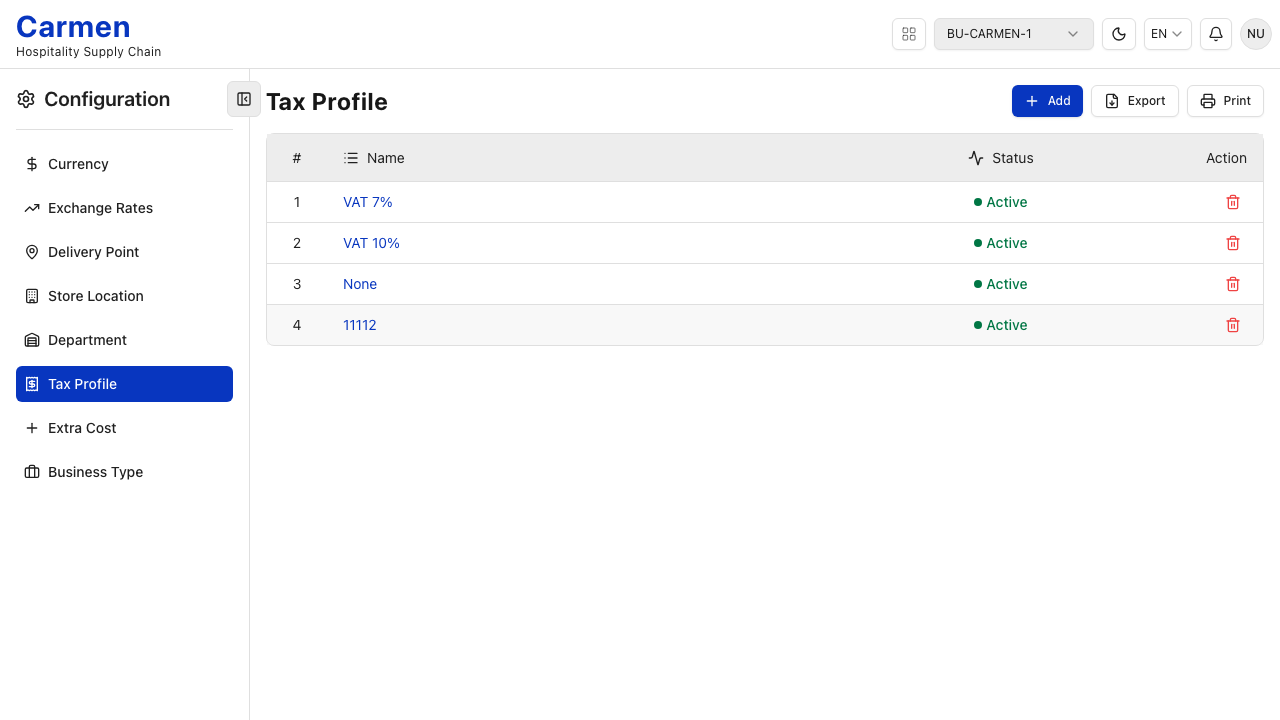 Carmen
Hospitality Supply Chain
BU-CARMEN-1
EN
NU
Configuration
Currency
Exchange Rates
Delivery Point
Store Location
Department
Tax Profile
Extra Cost
Business Type
Tax Profile
Add
Export
Print
# Name Status Action
1 VAT 7% Active
2 VAT 10% Active
3 None Active
4 11112 Active